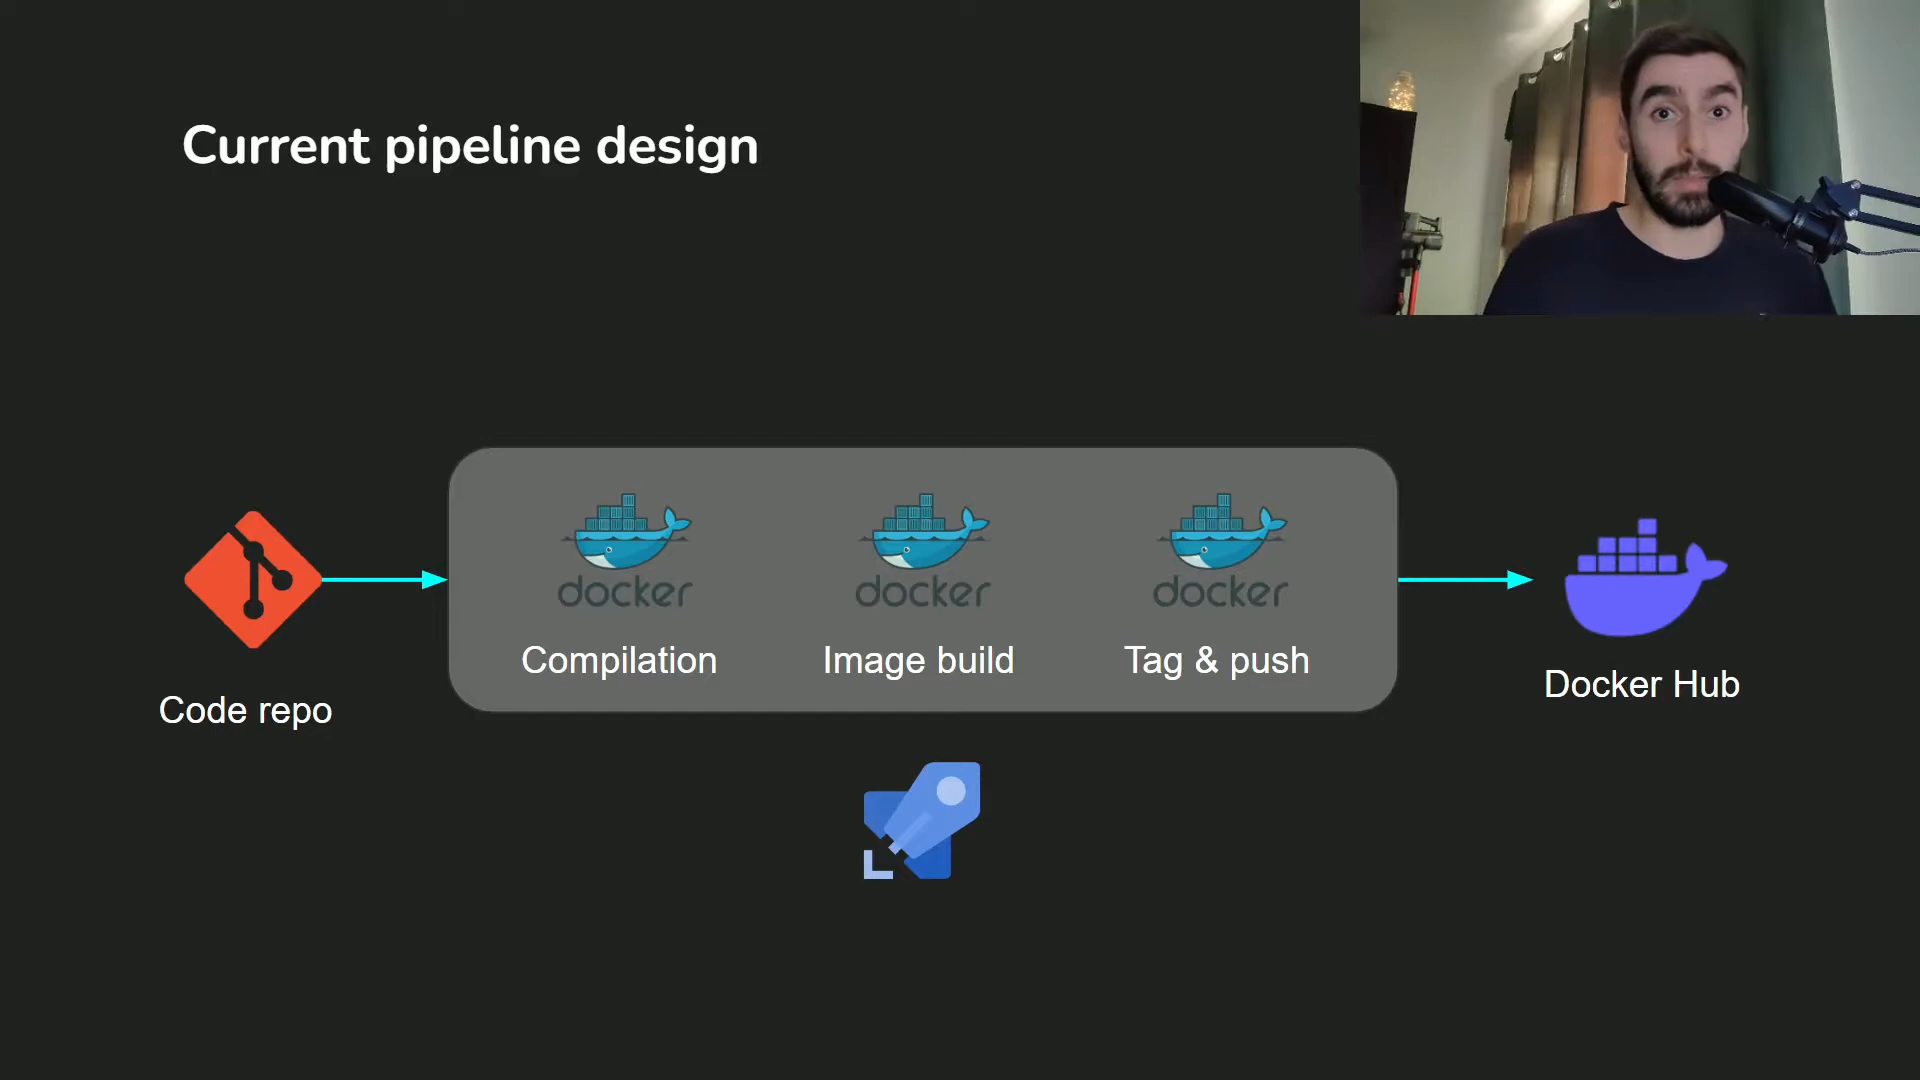 Current pipeline design
docker
docker
docker
Compilation
Image build
Tag & push
Code repo
Docker Hub